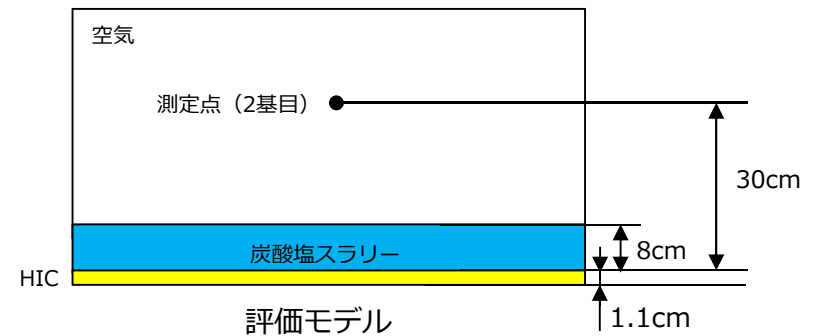 空気
測定点（2基目）
30cm
炭酸塩スラリー
8cm
HIC
評価モデル
1.1cm